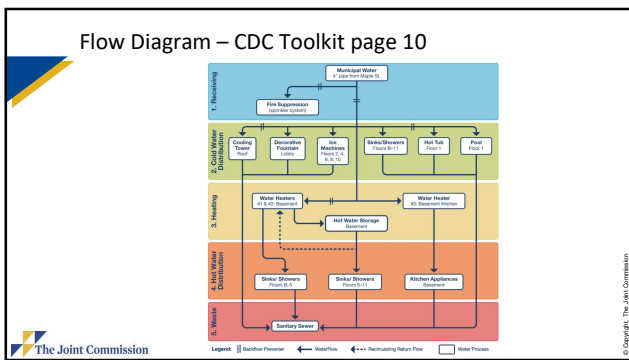 Flow Diagram – CDC Toolkit page 10
1. Receiving
Municipal Water
4" pipe from Maple St.
Fire Suppression
(sprinkler system)
2. Cold Water
Distribution
Cooling
Tower
Roof
Decorative
Fountain
Lobby
Ice
Machines
Floors 2, 4,
6, 8, 10
Sinks/Showers
Floors B–11
Hot Tub
Floor 1
Pool
Floor 1
3. Heating
Water Heaters
#1 & #2: Basement
Water Heater
#3: Basement Kitchen
Hot Water Storage
Basement
4. Hot Water
Distribution
Sinks/ Showers
Floors B–5
Sinks/ Showers
Floors 6–11
Kitchen Appliances
Basement
5. Waste
Sanitary Sewer
Legend: Backflow Preventer WaterFlow Recirculating Return Flow Water Process
The Joint Commission
© Copyright, The Joint Commission